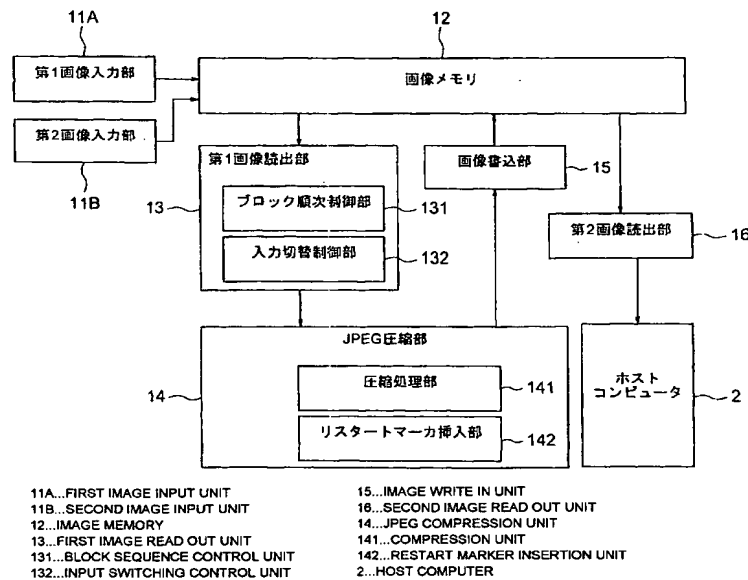 11A
12
第1画像入力部
画像メモリ
第2画像入力部
11B
第1画像読出部
画像書込部
15
13
ブロック順次制御部
131
16
入力切替制御部
132
第2画像読出部
JPEG圧縮部
圧縮処理部
141
14
ホスト
コンピュータ
2
リスタートマーカ挿入部
142
11A...FIRST IMAGE INPUT UNIT
11B...SECOND IMAGE INPUT UNIT
12...IMAGE MEMORY
13...FIRST IMAGE READ OUT UNIT
131...BLOCK SEQUENCE CONTROL UNIT
132...INPUT SWITCHING CONTROL UNIT
15...IMAGE WRITE IN UNIT
16...SECOND IMAGE READ OUT UNIT
14...JPEG COMPRESSION UNIT
141...COMPRESSION UNIT
142...RESTART MARKER INSERTION UNIT
2...HOST COMPUTER